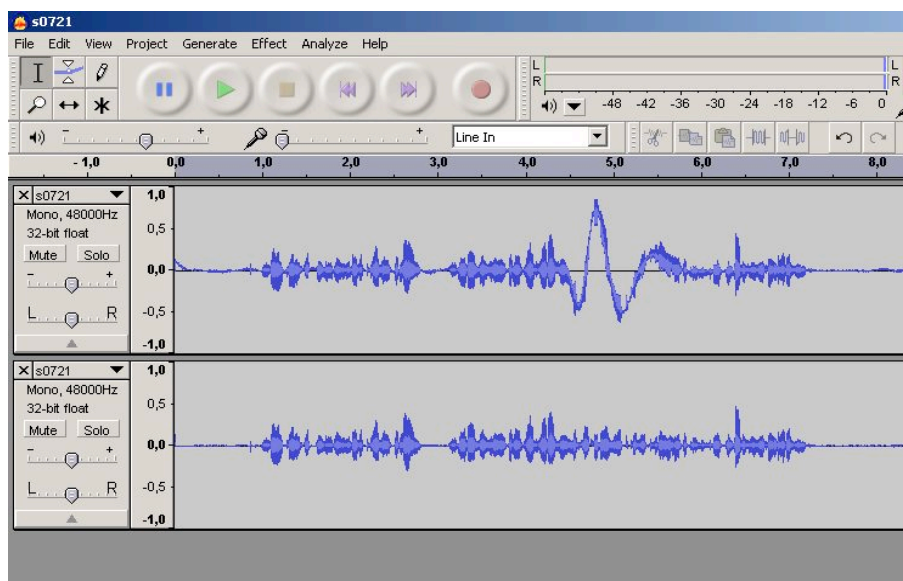 s0721
File Edit View Project Generate Effect Analyze Help
L
R
-48 -42 -36 -30 -24 -18 -12 -6 0
L
R
- +
- +
Line In
- 1,0 0,0 1,0 2,0 3,0 4,0 5,0 6,0 7,0 8,0
s0721
Mono, 48000Hz
32-bit float
Mute Solo
- +
L R
1,0
0,5
0,0
-0,5
-1,0
s0721
Mono, 48000Hz
32-bit float
Mute Solo
- +
L R
1,0
0,5
0,0
-0,5
-1,0